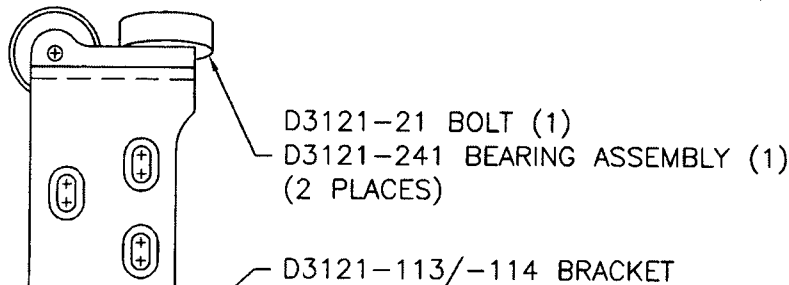 D3121-21 BOLT (1)
D3121-241 BEARING ASSEMBLY (1)
(2 PLACES)
D3121-113/-114 BRACKET